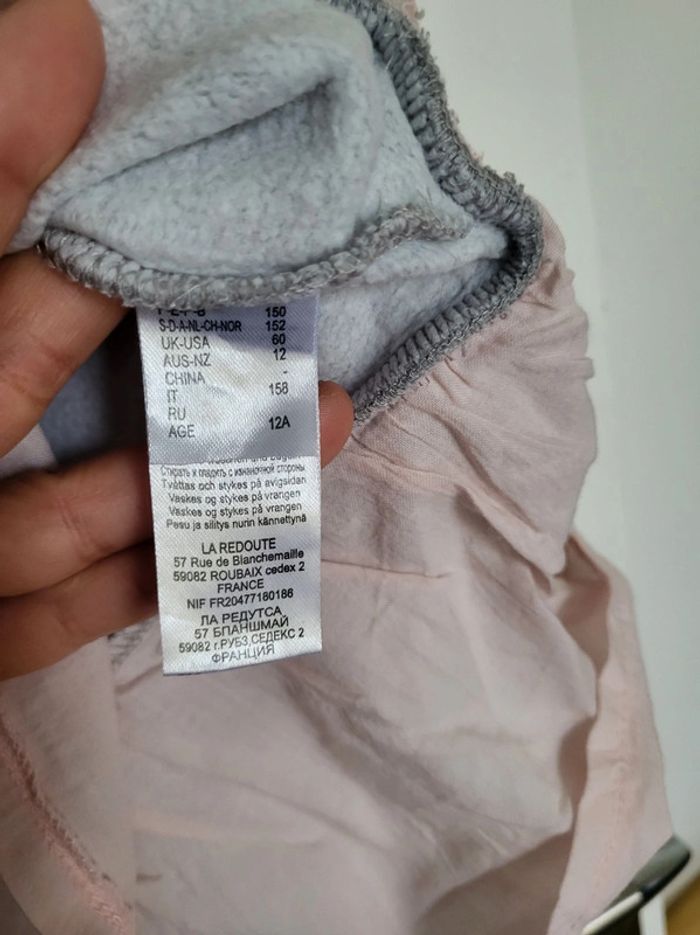 150
S-D-A-NL-CH-NOR 152
UK-USA 60
AUS-NZ 12
CHINA -
IT 158
RU
AGE 12A
Стирать и гладить с изнаночной стороны
Tvättas och stykes på avigsidan
Vaskes og stykes på vrangen
Vaskes og stykes på vrangen
Pesu ja silitys nurin kännettynä
LA REDOUTE
57 Rue de Blanchemaille
59082 ROUBAIX cedex 2
FRANCE
NIF FR20477180186
ЛА РЕДУТСА
57 БПАНШМАЙ
59082 г.РУБЗ,СЕДЕКС 2
ФРАНЦИЯ